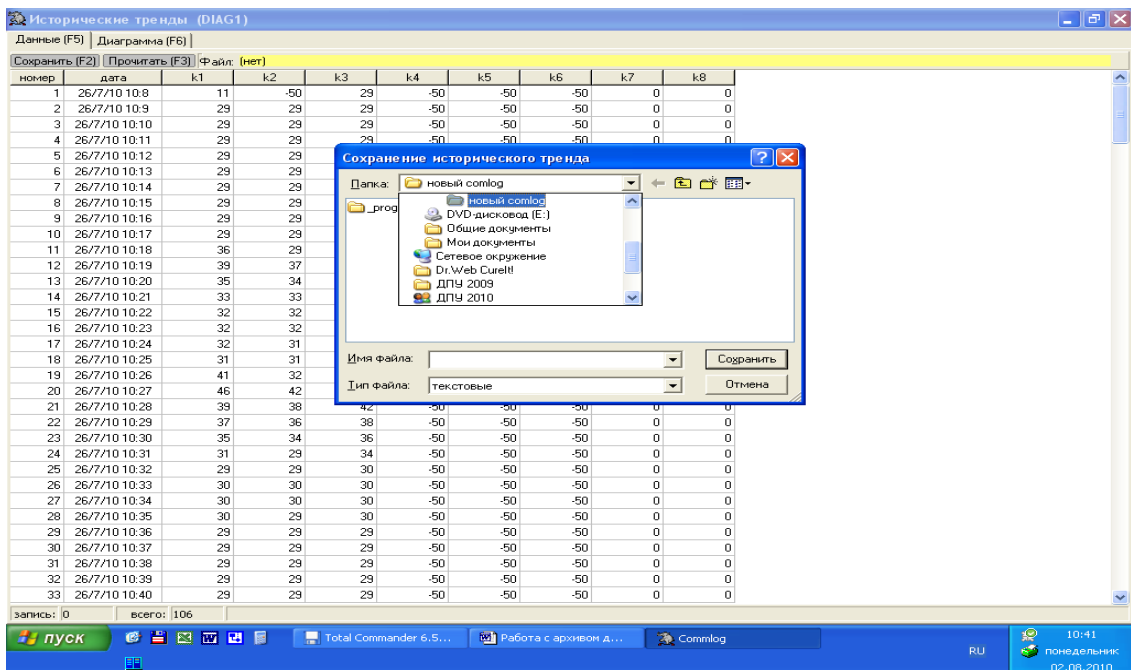 Исторические тренды (DIAG1)
Данные (F5) Диаграмма (F6)
Сохранить (F2) Прочитать (F3) Файл: (нет)
номер дата k1 k2 k3 k4 k5 k6 k7 k8
1 26/7/10 10:8 11 -50 29 -50 -50 -50 0 0
2 26/7/10 10:9 29 29 29 -50 -50 -50 0 0
3 26/7/10 10:10 29 29 29 -50 -50 -50 0 0
4 26/7/10 10:11 29 29 29 -50 -50 -50 0 0
5 26/7/10 10:12 29 29
6 26/7/10 10:13 29 29
7 26/7/10 10:14 29 29
8 26/7/10 10:15 29 29
9 26/7/10 10:16 29 29
10 26/7/10 10:17 29 29
11 26/7/10 10:18 36 29
12 26/7/10 10:19 39 37
13 26/7/10 10:20 35 34
14 26/7/10 10:21 33 33
15 26/7/10 10:22 32 32
16 26/7/10 10:23 32 32
17 26/7/10 10:24 32 31
18 26/7/10 10:25 31 31
19 26/7/10 10:26 41 32
20 26/7/10 10:27 46 42
21 26/7/10 10:28 39 38 42 -50 -50 -50 0 0
22 26/7/10 10:29 37 36 38 -50 -50 -50 0 0
23 26/7/10 10:30 35 34 36 -50 -50 -50 0 0
24 26/7/10 10:31 31 29 34 -50 -50 -50 0 0
25 26/7/10 10:32 29 29 30 -50 -50 -50 0 0
26 26/7/10 10:33 30 30 30 -50 -50 -50 0 0
27 26/7/10 10:34 30 30 30 -50 -50 -50 0 0
28 26/7/10 10:35 30 29 30 -50 -50 -50 0 0
29 26/7/10 10:36 29 29 29 -50 -50 -50 0 0
30 26/7/10 10:37 29 29 29 -50 -50 -50 0 0
31 26/7/10 10:38 29 29 29 -50 -50 -50 0 0
32 26/7/10 10:39 29 29 29 -50 -50 -50 0 0
33 26/7/10 10:40 29 29 29 -50 -50 -50 0 0
Сохранение исторического тренда
Папка: новый comlog
новый comlog
_prog
DVD-дисковод (E:)
Общие документы
Мои документы
Сетевое окружение
Dr.Web CureIt!
ДПУ 2009
ДПУ 2010
Имя файла: Сохранить
Тип файла: текстовые Отмена
запись: 0 всего: 106
пуск Total Commander 6.5... Работа с архивом д... Commlog RU 10:41
понедельник
02.08.2010